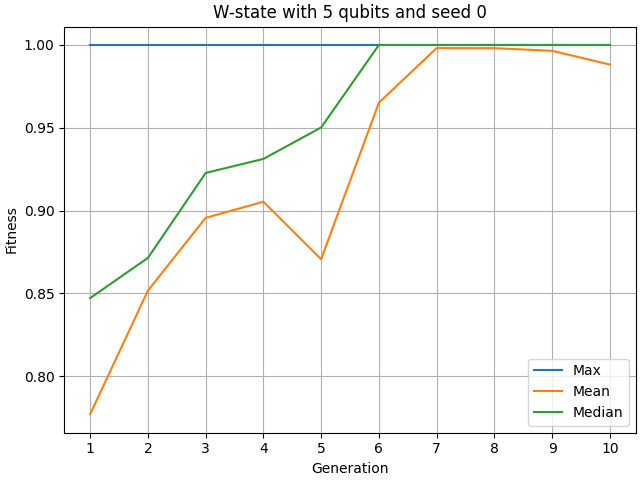 W-state with 5 qubits and seed 0
Fitness
1.00
0.95
0.90
0.85
0.80
1 2 3 4 5 6 7 8 9 10
Generation
Max
Mean
Median